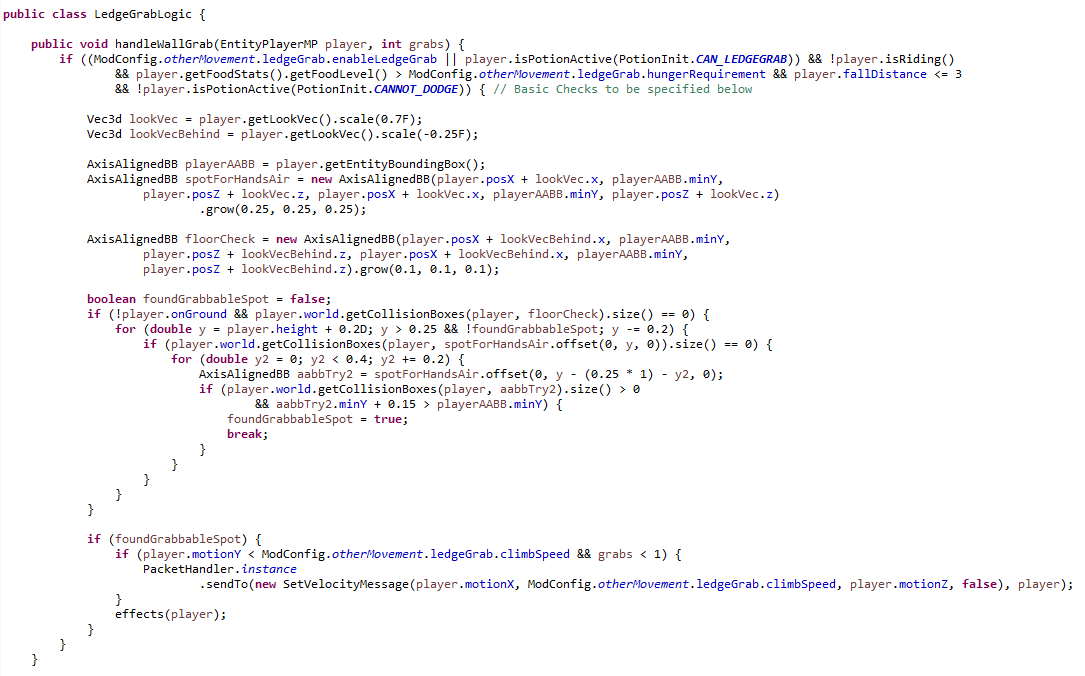 public class LedgeGrabLogic {
public void handleWallGrab(EntityPlayerMP player, int grabs) {
if ((ModConfig.otherMovement.ledgeGrab.enableLedgeGrab || player.isPotionActive(PotionInit.CAN_LEDGEGRAB)) && !player.isRiding()
&& player.getFoodStats().getFoodLevel() > ModConfig.otherMovement.ledgeGrab.hungerRequirement && player.fallDistance <= 3
&& !player.isPotionActive(PotionInit.CANNOT_DODGE)) { // Basic Checks to be specified below
Vec3d lookVec = player.getLookVec().scale(0.7F);
Vec3d lookVecBehind = player.getLookVec().scale(-0.25F);
AxisAlignedBB playerAABB = player.getEntityBoundingBox();
AxisAlignedBB spotForHandsAir = new AxisAlignedBB(player.posX + lookVec.x, playerAABB.minY,
player.posZ + lookVec.z, player.posX + lookVec.x, playerAABB.minY, player.posZ + lookVec.z)
.grow(0.25, 0.25, 0.25);
AxisAlignedBB floorCheck = new AxisAlignedBB(player.posX + lookVecBehind.x, playerAABB.minY,
player.posZ + lookVecBehind.z, player.posX + lookVecBehind.x, playerAABB.minY,
player.posZ + lookVecBehind.z).grow(0.1, 0.1, 0.1);
boolean foundGrabbableSpot = false;
if (!player.onGround && player.world.getCollisionBoxes(player, floorCheck).size() == 0) {
for (double y = player.height + 0.2D; y > 0.25 && !foundGrabbableSpot; y -= 0.2) {
if (player.world.getCollisionBoxes(player, spotForHandsAir.offset(0, y, 0)).size() == 0) {
for (double y2 = 0; y2 < 0.4; y2 += 0.2) {
AxisAlignedBB aabbTry2 = spotForHandsAir.offset(0, y - (0.25 * 1) - y2, 0);
if (player.world.getCollisionBoxes(player, aabbTry2).size() > 0
&& aabbTry2.minY + 0.15 > playerAABB.minY) {
foundGrabbableSpot = true;
break;
}
}
}
}
}
if (foundGrabbableSpot) {
if (player.motionY < ModConfig.otherMovement.ledgeGrab.climbSpeed && grabs < 1) {
PacketHandler.instance
.sendTo(new SetVelocityMessage(player.motionX, ModConfig.otherMovement.ledgeGrab.climbSpeed, player.motionZ, false), player);
}
effects(player);
}
}
}